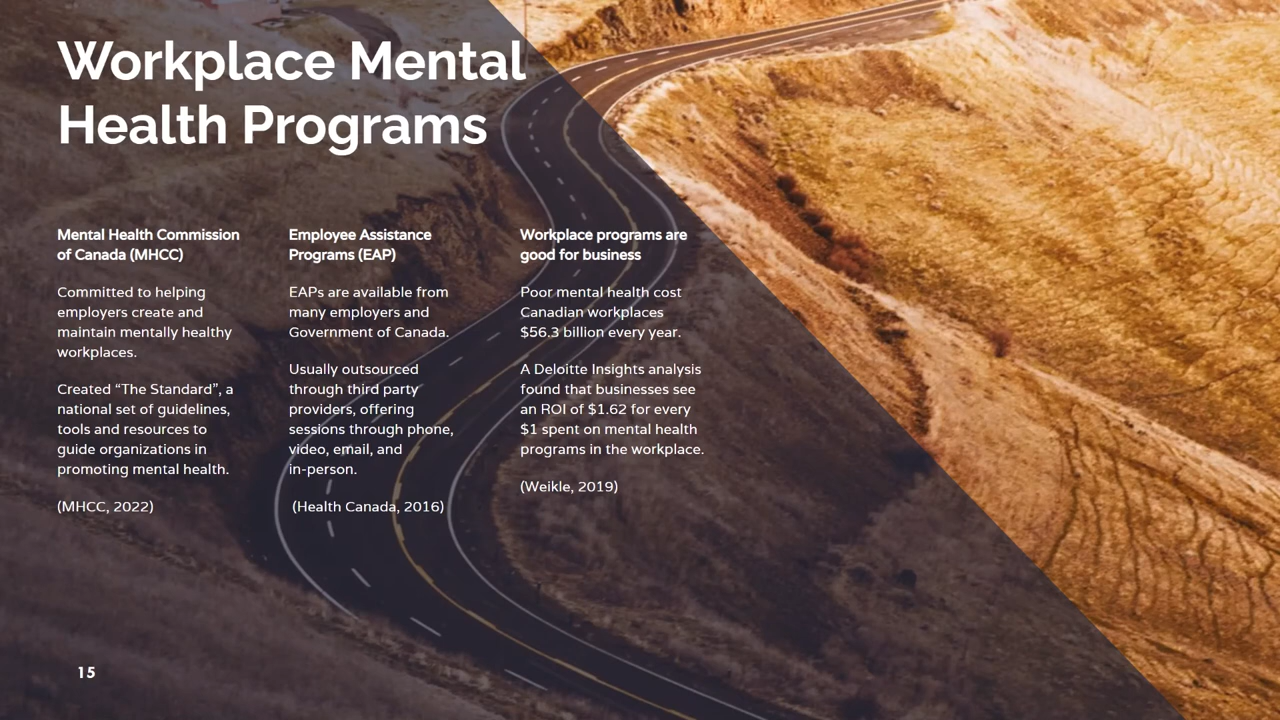 Workplace Mental
Health Programs
Mental Health Commission
of Canada (MHCC)
Committed to helping
employers create and
maintain mentally healthy
workplaces.
Created “The Standard”, a
national set of guidelines,
tools and resources to
guide organizations in
promoting mental health.
(MHCC, 2022)
Employee Assistance
Programs (EAP)
EAPs are available from
many employers and
Government of Canada.
Usually outsourced
through third party
providers, offering
sessions through phone,
video, email, and
in-person.
(Health Canada, 2016)
Workplace programs are
good for business
Poor mental health cost
Canadian workplaces
$56.3 billion every year.
A Deloitte Insights analysis
found that businesses see
an ROI of $1.62 for every
$1 spent on mental health
programs in the workplace.
(Weikle, 2019)
15